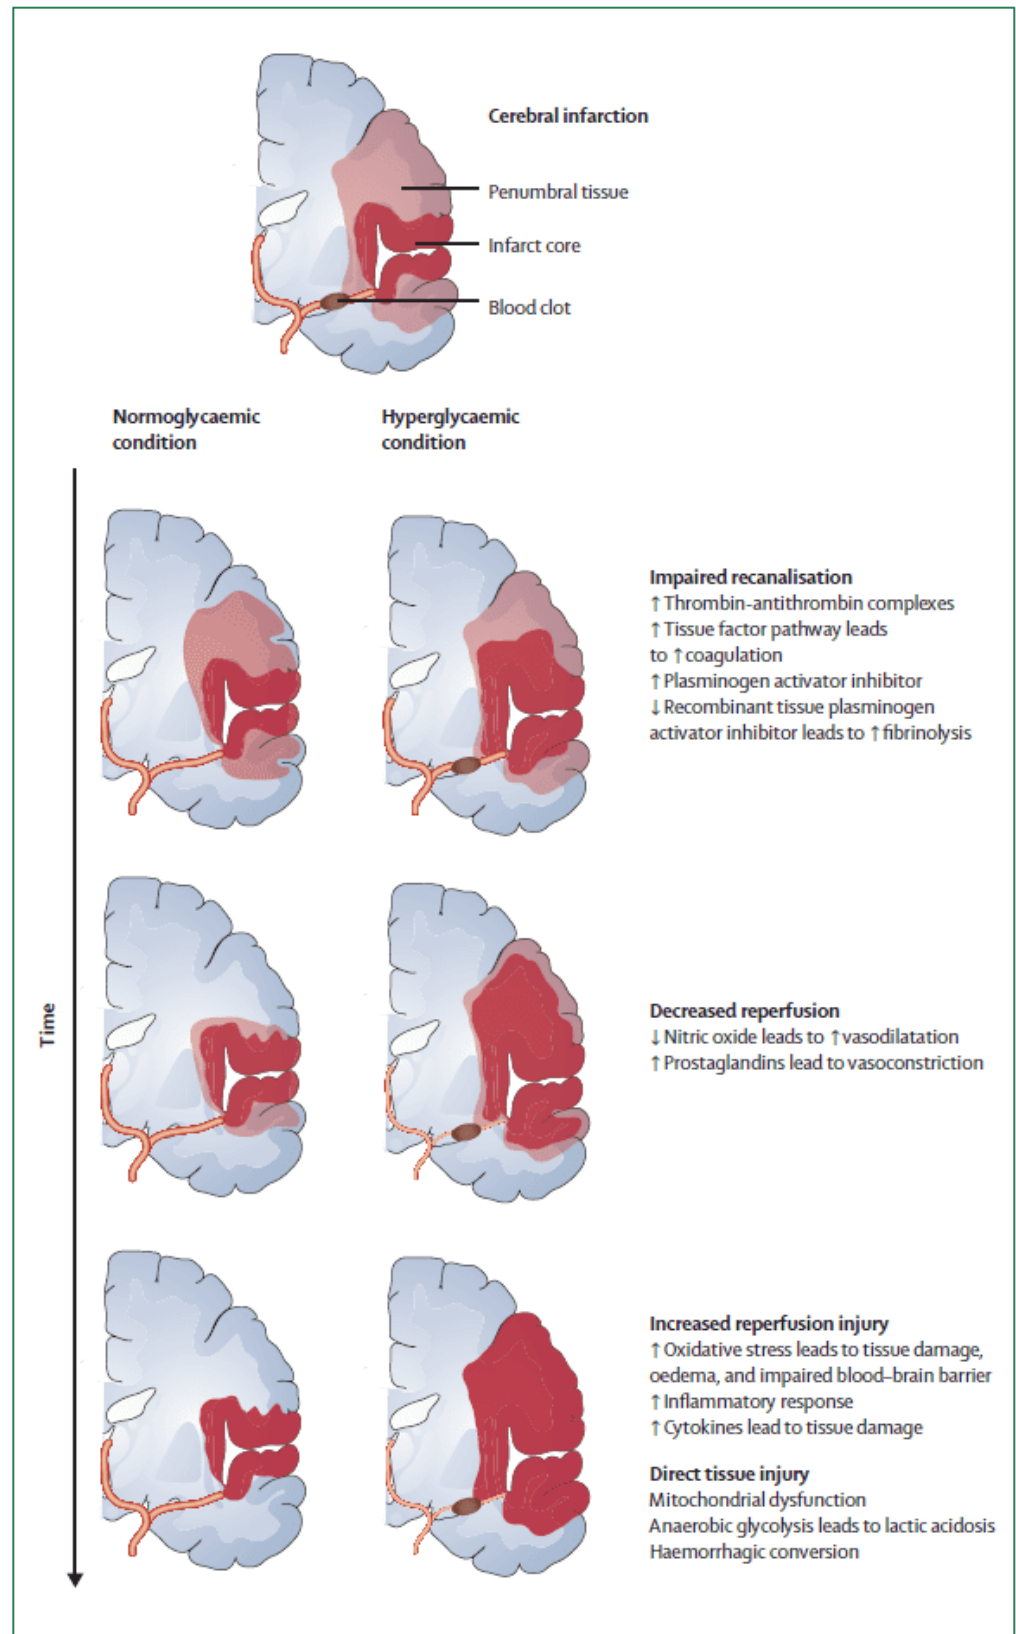 Cerebral infarction
Penumbral tissue
Infarct core
Blood clot
Normoglycaemic
condition
Hyperglycaemic
condition
Time
Impaired recanalisation
↑ Thrombin-antithrombin complexes
↑ Tissue factor pathway leads
to ↑ coagulation
↑ Plasminogen activator inhibitor
↓ Recombinant tissue plasminogen
activator inhibitor leads to ↑ fibrinolysis
Decreased reperfusion
↓ Nitric oxide leads to ↑ vasodilatation
↑ Prostaglandins lead to vasoconstriction
Increased reperfusion injury
↑ Oxidative stress leads to tissue damage,
oedema, and impaired blood–brain barrier
↑ Inflammatory response
↑ Cytokines lead to tissue damage
Direct tissue injury
Mitochondrial dysfunction
Anaerobic glycolysis leads to lactic acidosis
Haemorrhagic conversion